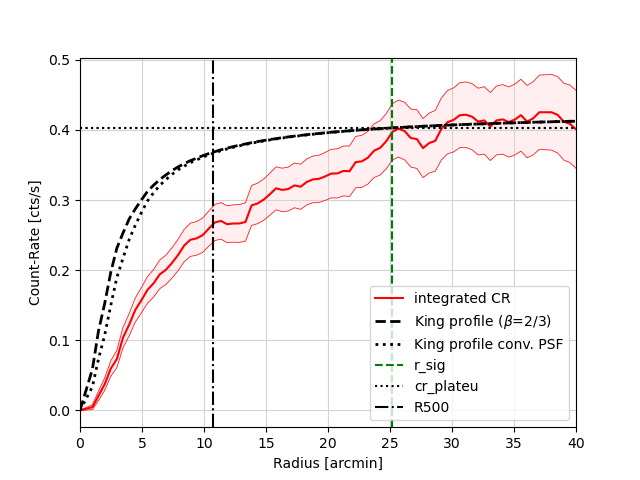 0.5
0.4
0.3
0.2
0.1
0.0
Count-Rate [cts/s]
integrated CR
King profile (β=2/3)
King profile conv. PSF
r_sig
cr_plateu
R500
0 5 10 15 20 25 30 35 40
Radius [arcmin]